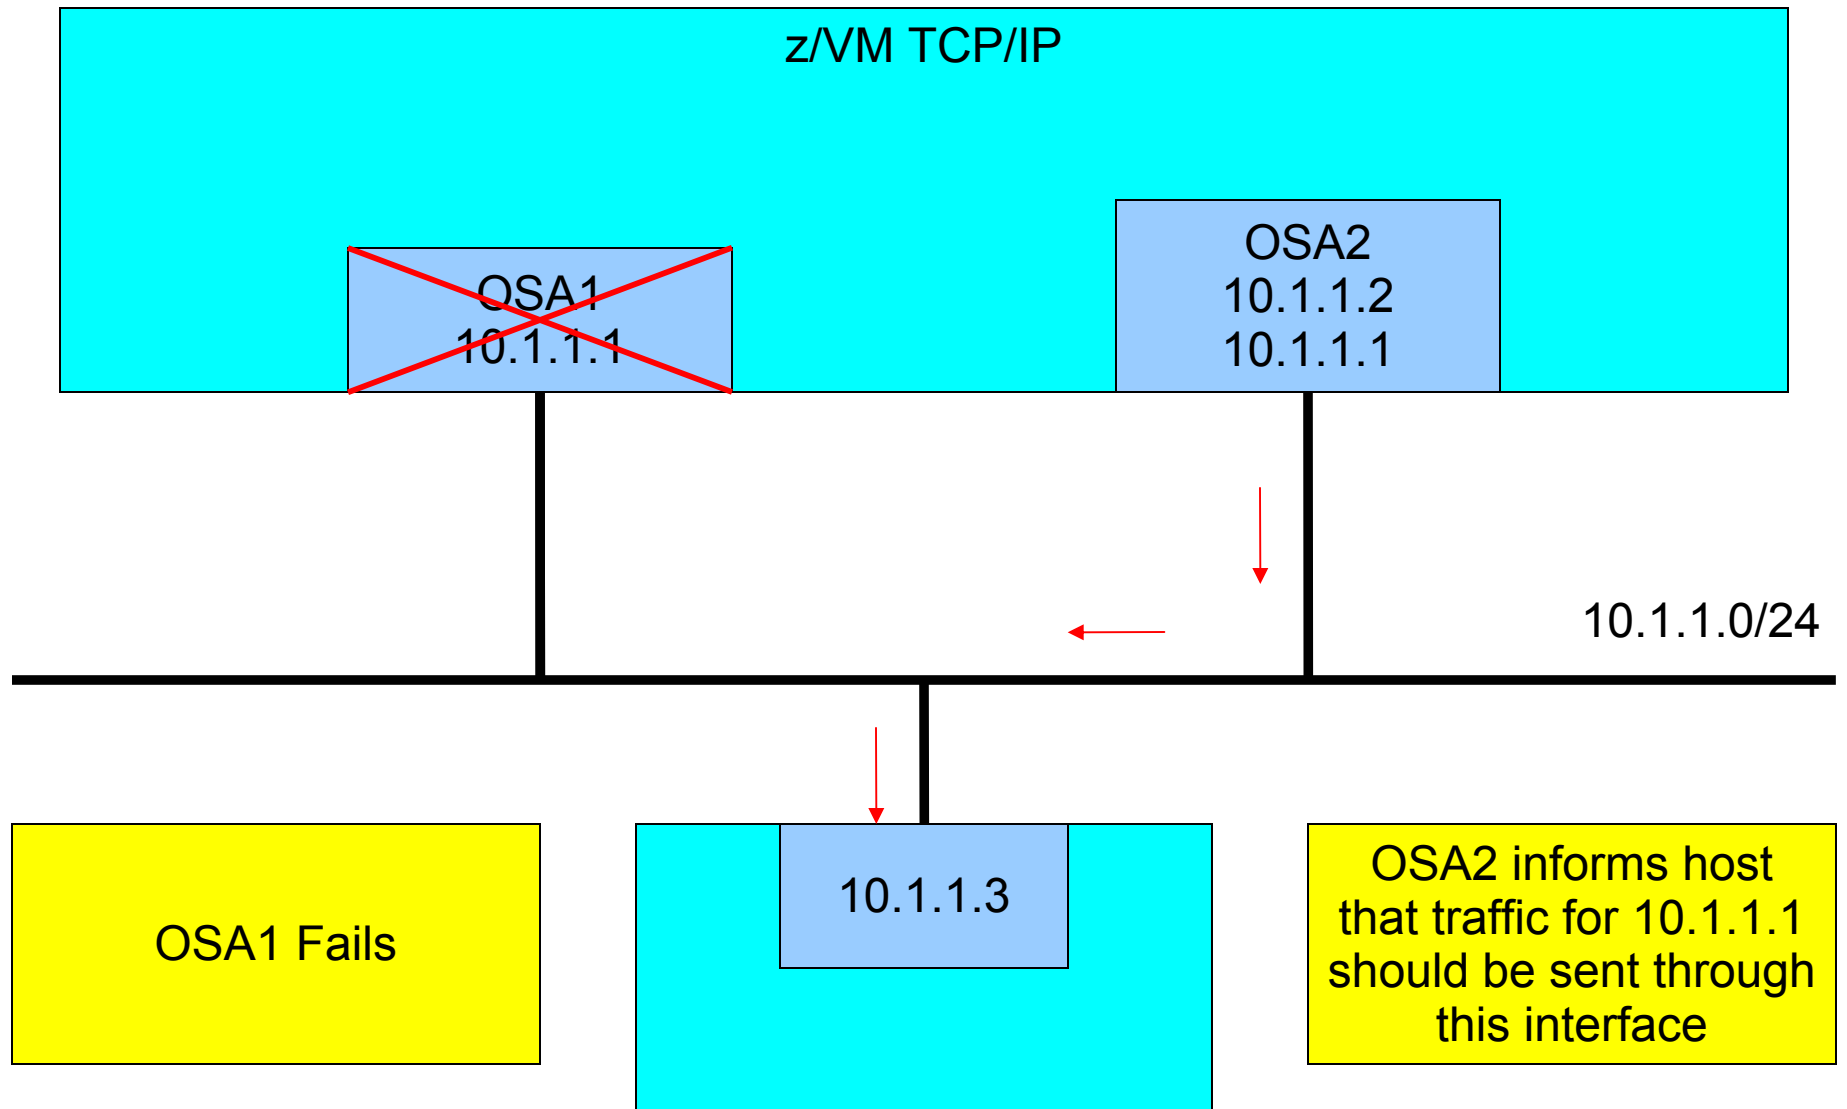 z/VM TCP/IP
OSA1
10.1.1.1
OSA2
10.1.1.2
10.1.1.1
10.1.1.0/24
OSA1 Fails
10.1.1.3
OSA2 informs host
that traffic for 10.1.1.1
should be sent through
this interface